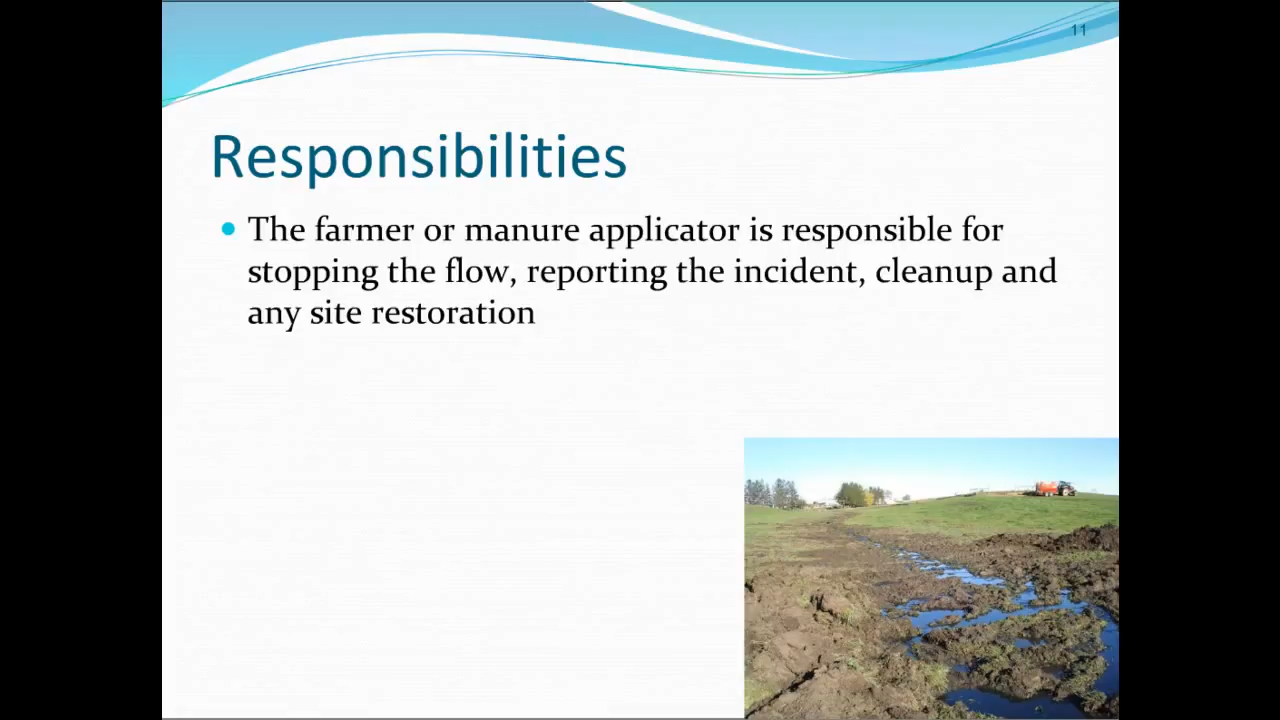 11
Responsibilities
The farmer or manure applicator is responsible for
stopping the flow, reporting the incident, cleanup and
any site restoration